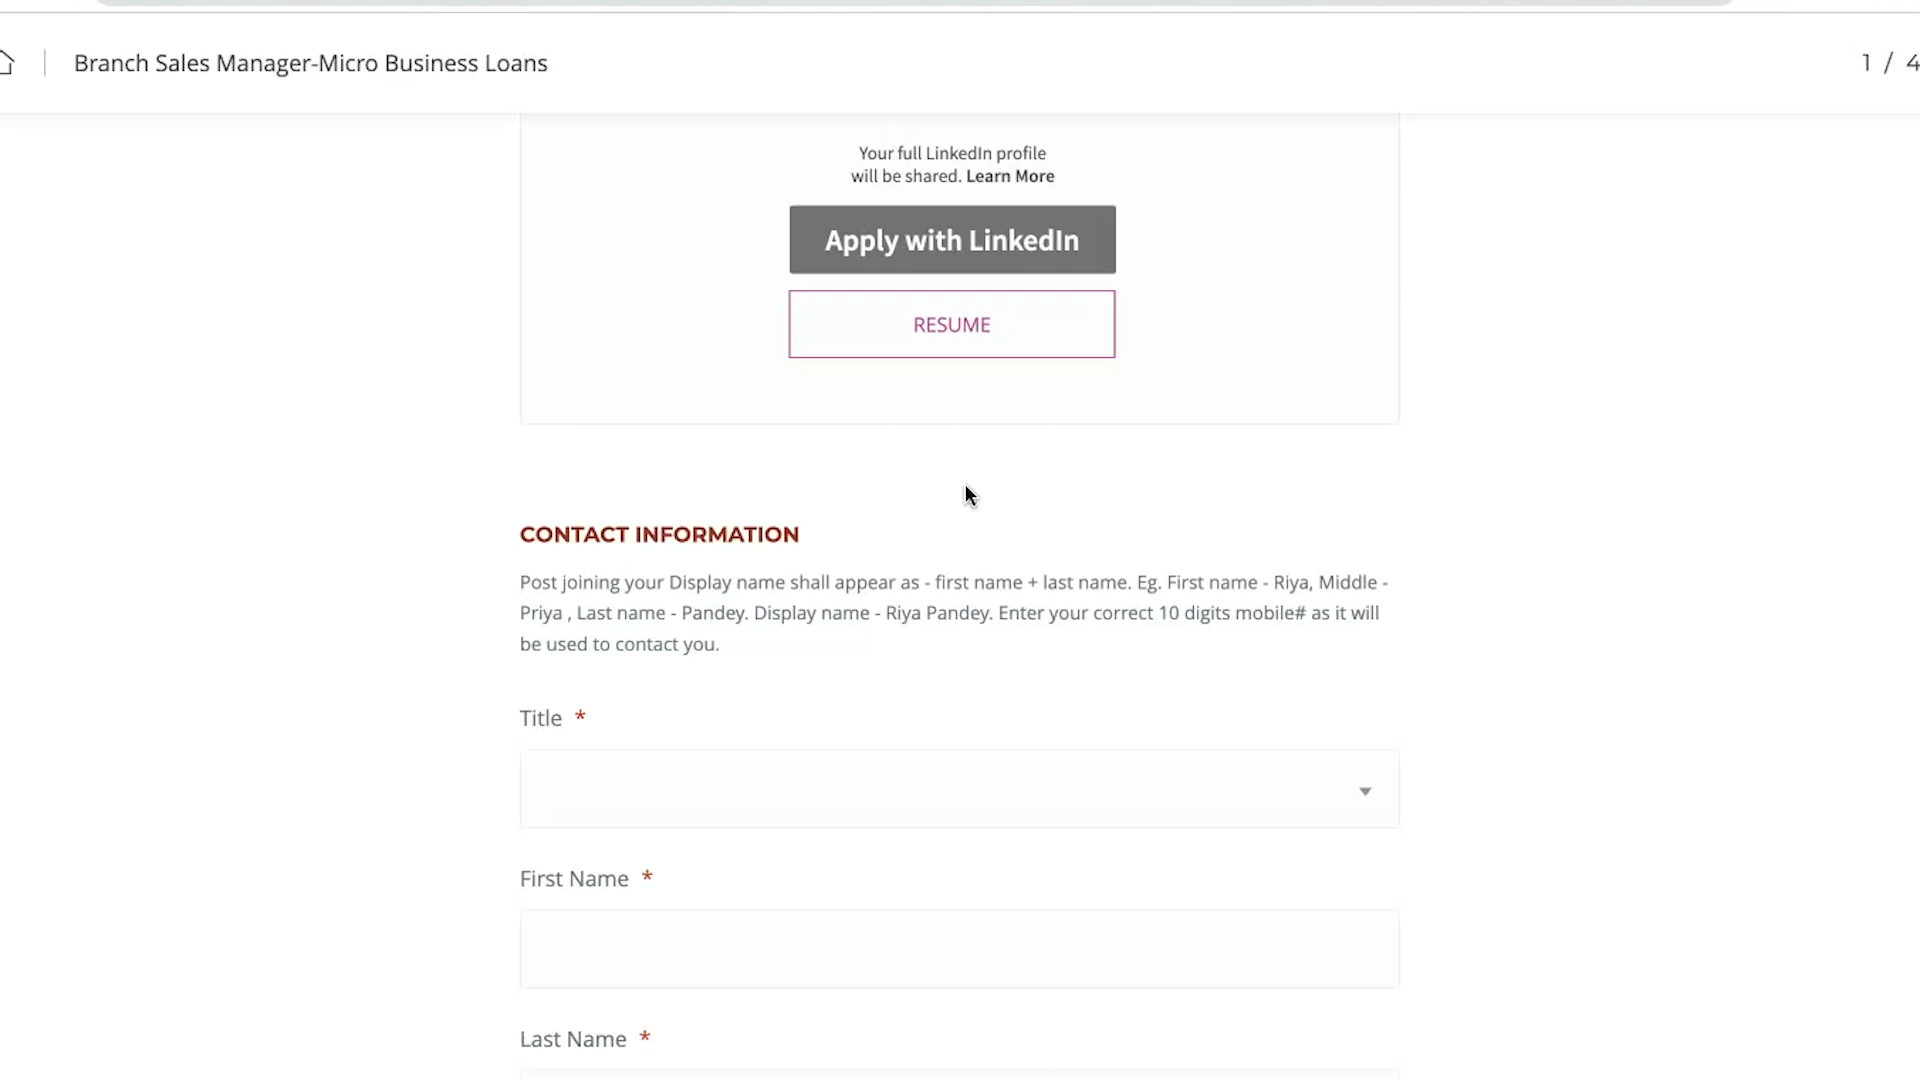 Branch Sales Manager-Micro Business Loans
1 / 4
Your full LinkedIn profile
will be shared. Learn More
Apply with LinkedIn
RESUME
CONTACT INFORMATION
Post joining your Display name shall appear as - first name + last name. Eg. First name - Riya, Middle -
Priya , Last name - Pandey. Display name - Riya Pandey. Enter your correct 10 digits mobile# as it will
be used to contact you.
Title *
First Name *
Last Name *